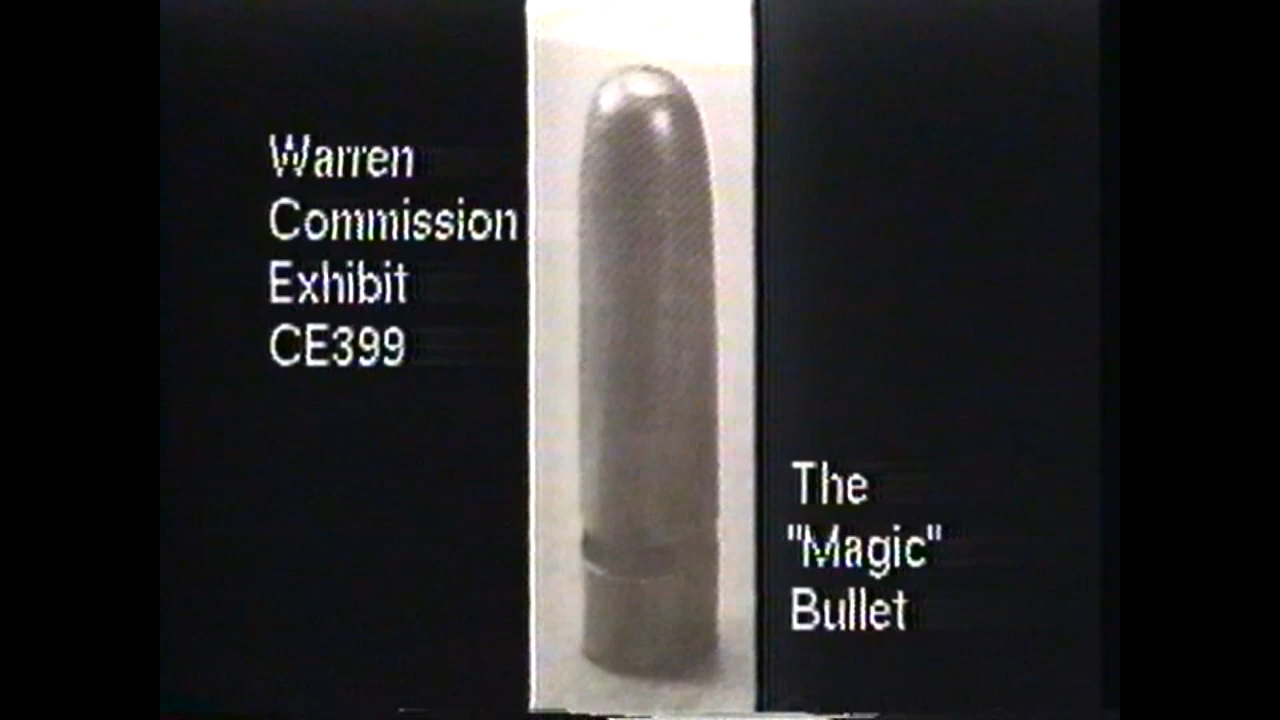 Warren
Commission
Exhibit
CE399
The
"Magic"
Bullet